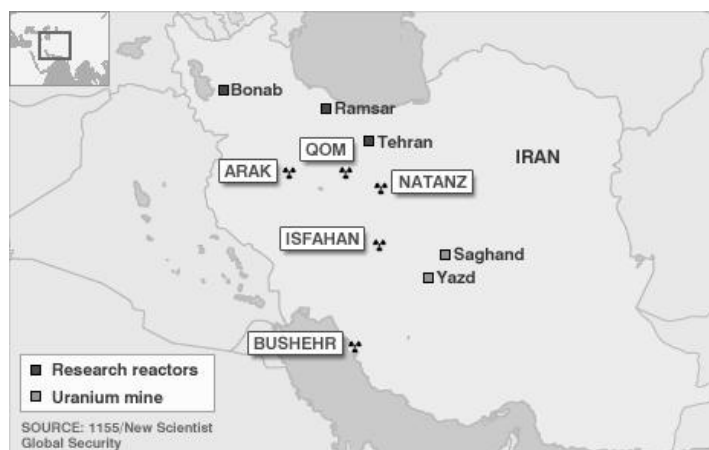 Bonab
Ramsar
Tehran
QOM
IRAN
ARAK
NATANZ
ISFAHAN
Saghand
Yazd
BUSHEHR
Research reactors
Uranium mine
SOURCE: 1155/New Scientist
Global Security